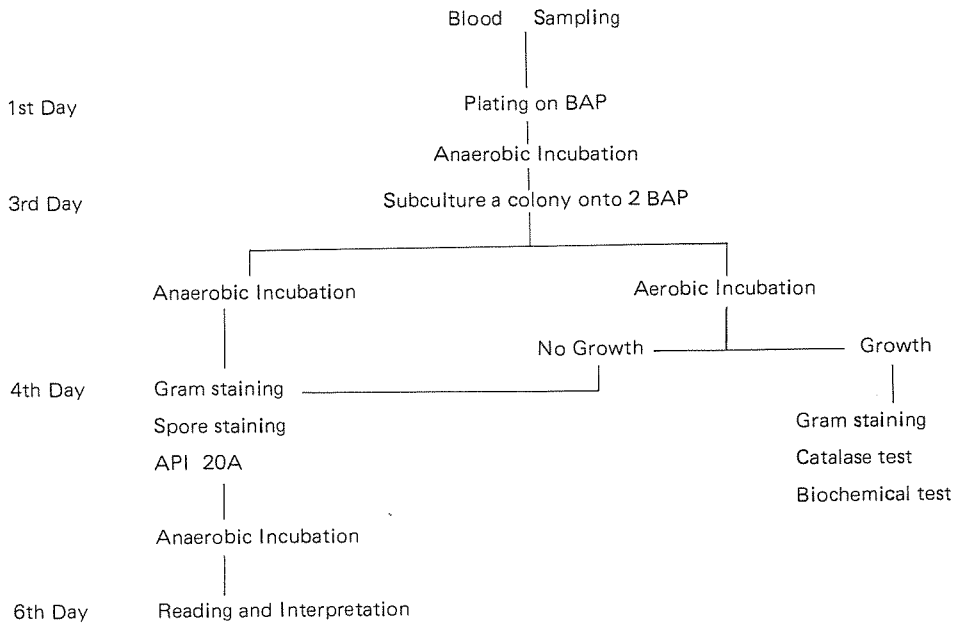 Blood Sampling
1st Day Plating on BAP
Anaerobic Incubation
3rd Day Subculture a colony onto 2 BAP
Anaerobic Incubation Aerobic Incubation
No Growth Growth
4th Day Gram staining
Gram staining
Spore staining
Catalase test
API 20A
Biochemical test
Anaerobic Incubation
6th Day Reading and Interpretation